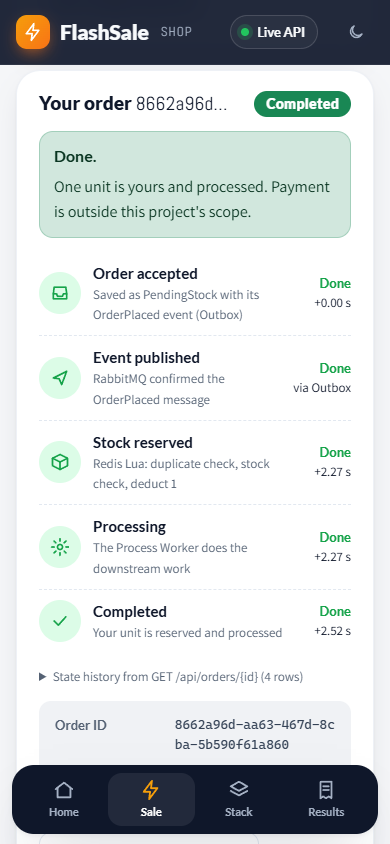 FlashSale SHOP Live API
Your order 8662a96d... Completed
Done.
One unit is yours and processed. Payment
is outside this project's scope.
Order accepted
Saved as PendingStock with its
OrderPlaced event (Outbox)
Done
+0.00 s
Event published
RabbitMQ confirmed the
OrderPlaced message
Done
via Outbox
Stock reserved
Redis Lua: duplicate check, stock
check, deduct 1
Done
+2.27 s
Processing
The Process Worker does the
downstream work
Done
+2.27 s
Completed
Your unit is reserved and processed
Done
+2.52 s
State history from GET /api/orders/{id} (4 rows)
Order ID
8662a96d-aa63-467d-8c
ba-5b590f61a860
Home Sale Stack Results